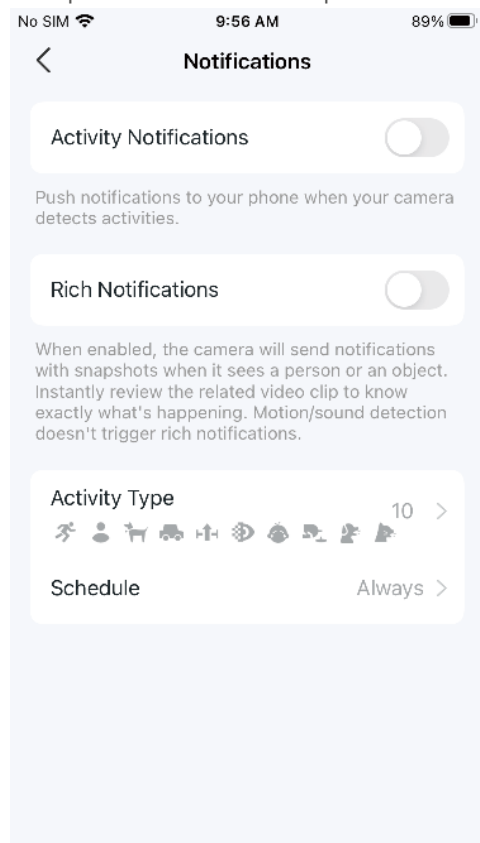 No SIM 9:56 AM 89%
Notifications
Activity Notifications
Push notifications to your phone when your camera
detects activities.
Rich Notifications
When enabled, the camera will send notifications
with snapshots when it sees a person or an object.
Instantly review the related video clip to know
exactly what's happening. Motion/sound detection
doesn't trigger rich notifications.
Activity Type
10
Schedule Always